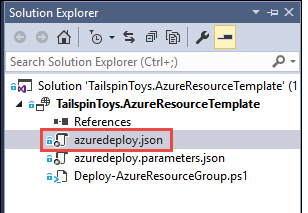 Solution Explorer
Search Solution Explorer (Ctrl+;)
Solution 'TailspinToys.AzureResourceTemplate' (1
TailspinToys.AzureResourceTemplate
References
azuredeploy.json
azuredeploy.parameters.json
Deploy-AzureResourceGroup.ps1